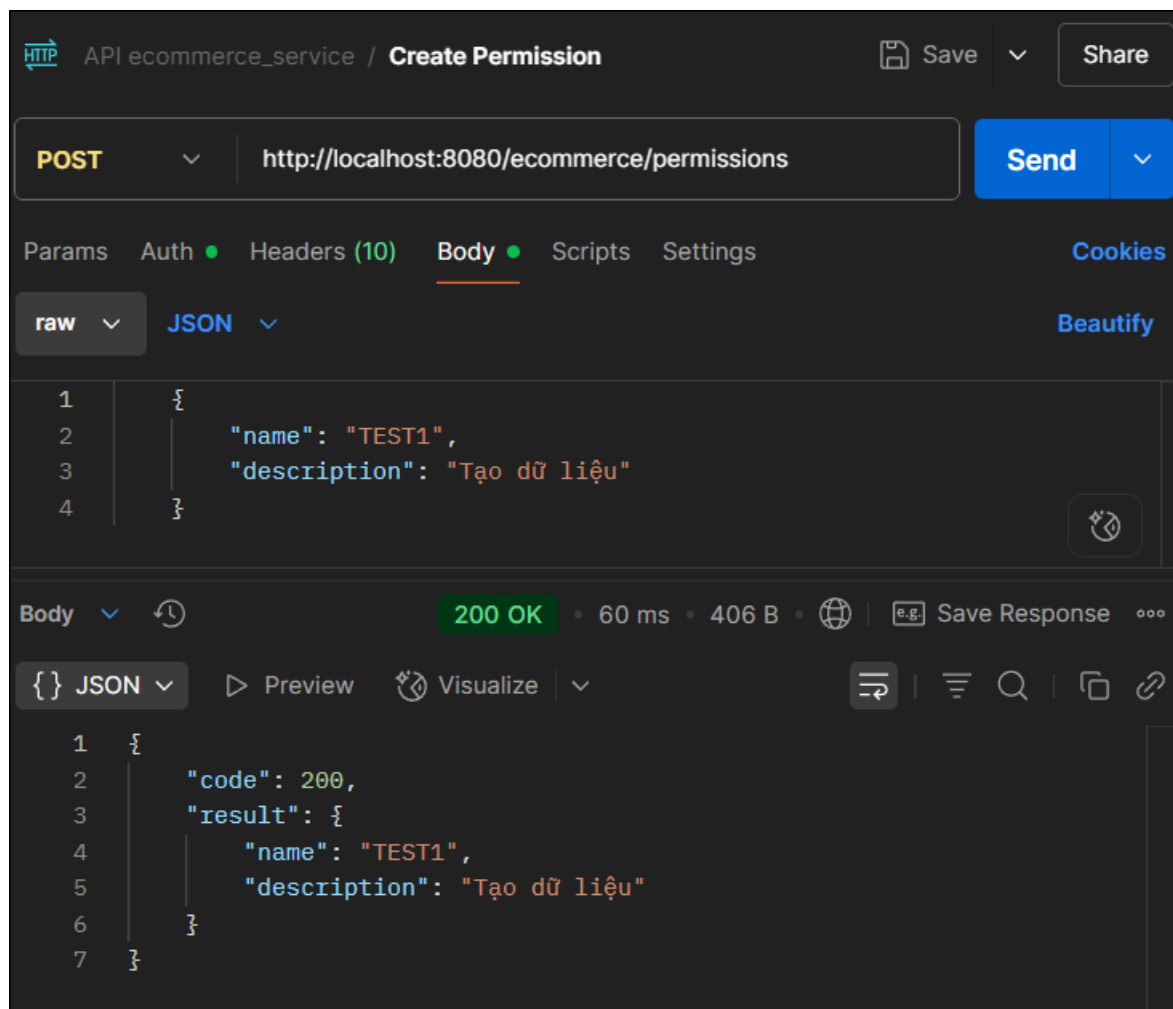 HTTP API ecommerce_service / Create Permission Save Share
POST http://localhost:8080/ecommerce/permissions Send
Params Auth Headers (10) Body Scripts Settings Cookies
raw JSON Beautify
1 {
2 "name": "TEST1",
3 "description": "Tạo dữ liệu"
4 }
Body 200 OK • 60 ms • 406 B • e.g. Save Response
{} JSON Preview Visualize
1 {
2 "code": 200,
3 "result": {
4 "name": "TEST1",
5 "description": "Tạo dữ liệu"
6 }
7 }